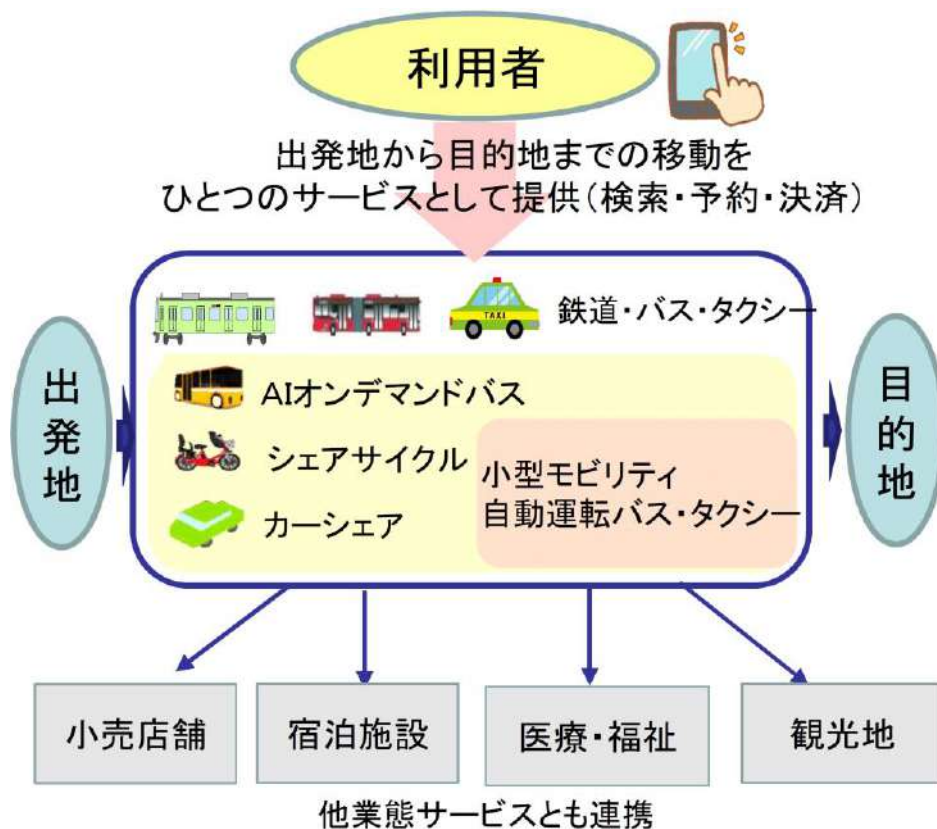 利用者
出発地から目的地までの移動を
ひとつのサービスとして提供(検索・予約・決済)
TAXI
鉄道・バス・タクシー
出発地
AIオンデマンドバス
シェアサイクル
カーシェア
小型モビリティ
自動運転バス・タクシー
目的地
小売店舗
宿泊施設
医療・福祉
観光地
他業態サービスとも連携